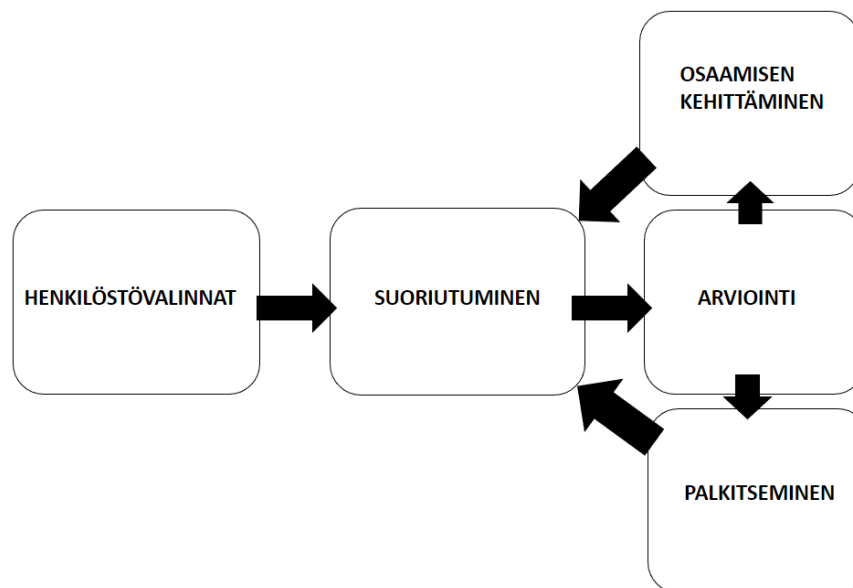 OSAAMISEN
KEHITTÄMINEN
HENKILÖSTÖVALINNAT
SUORIUTUMINEN
ARVIOINTI
PALKITSEMINEN